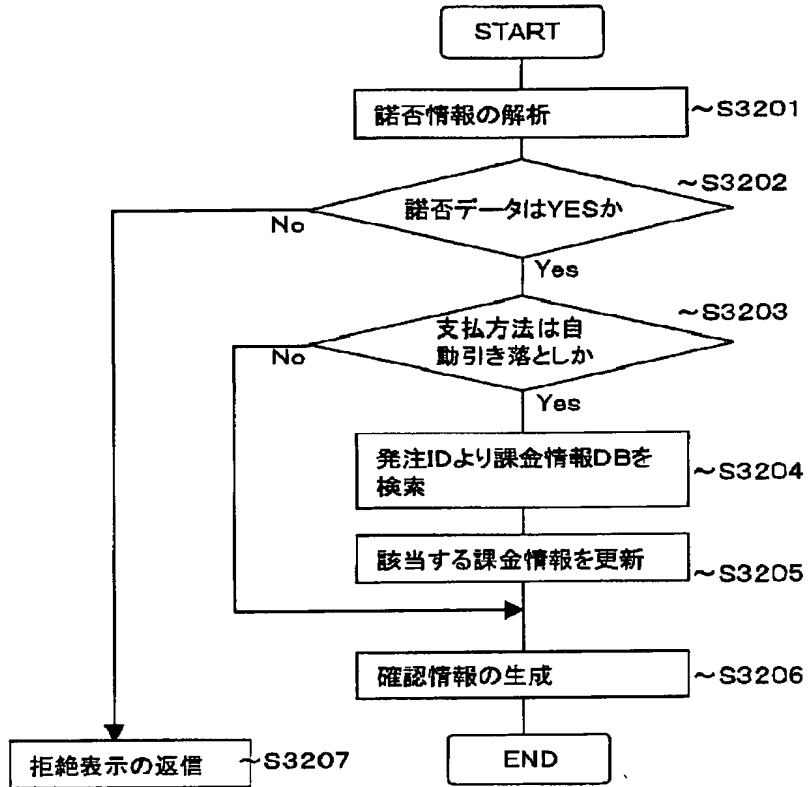 START
諾否情報の解析
～S3201
～S3202
諾否データはYESか
No
Yes
～S3203
支払方法は自
動引き落としか
No
Yes
発注IDより課金情報DBを
検索
～S3204
該当する課金情報を更新
～S3205
確認情報の生成
～S3206
拒絶表示の返信
～S3207
END